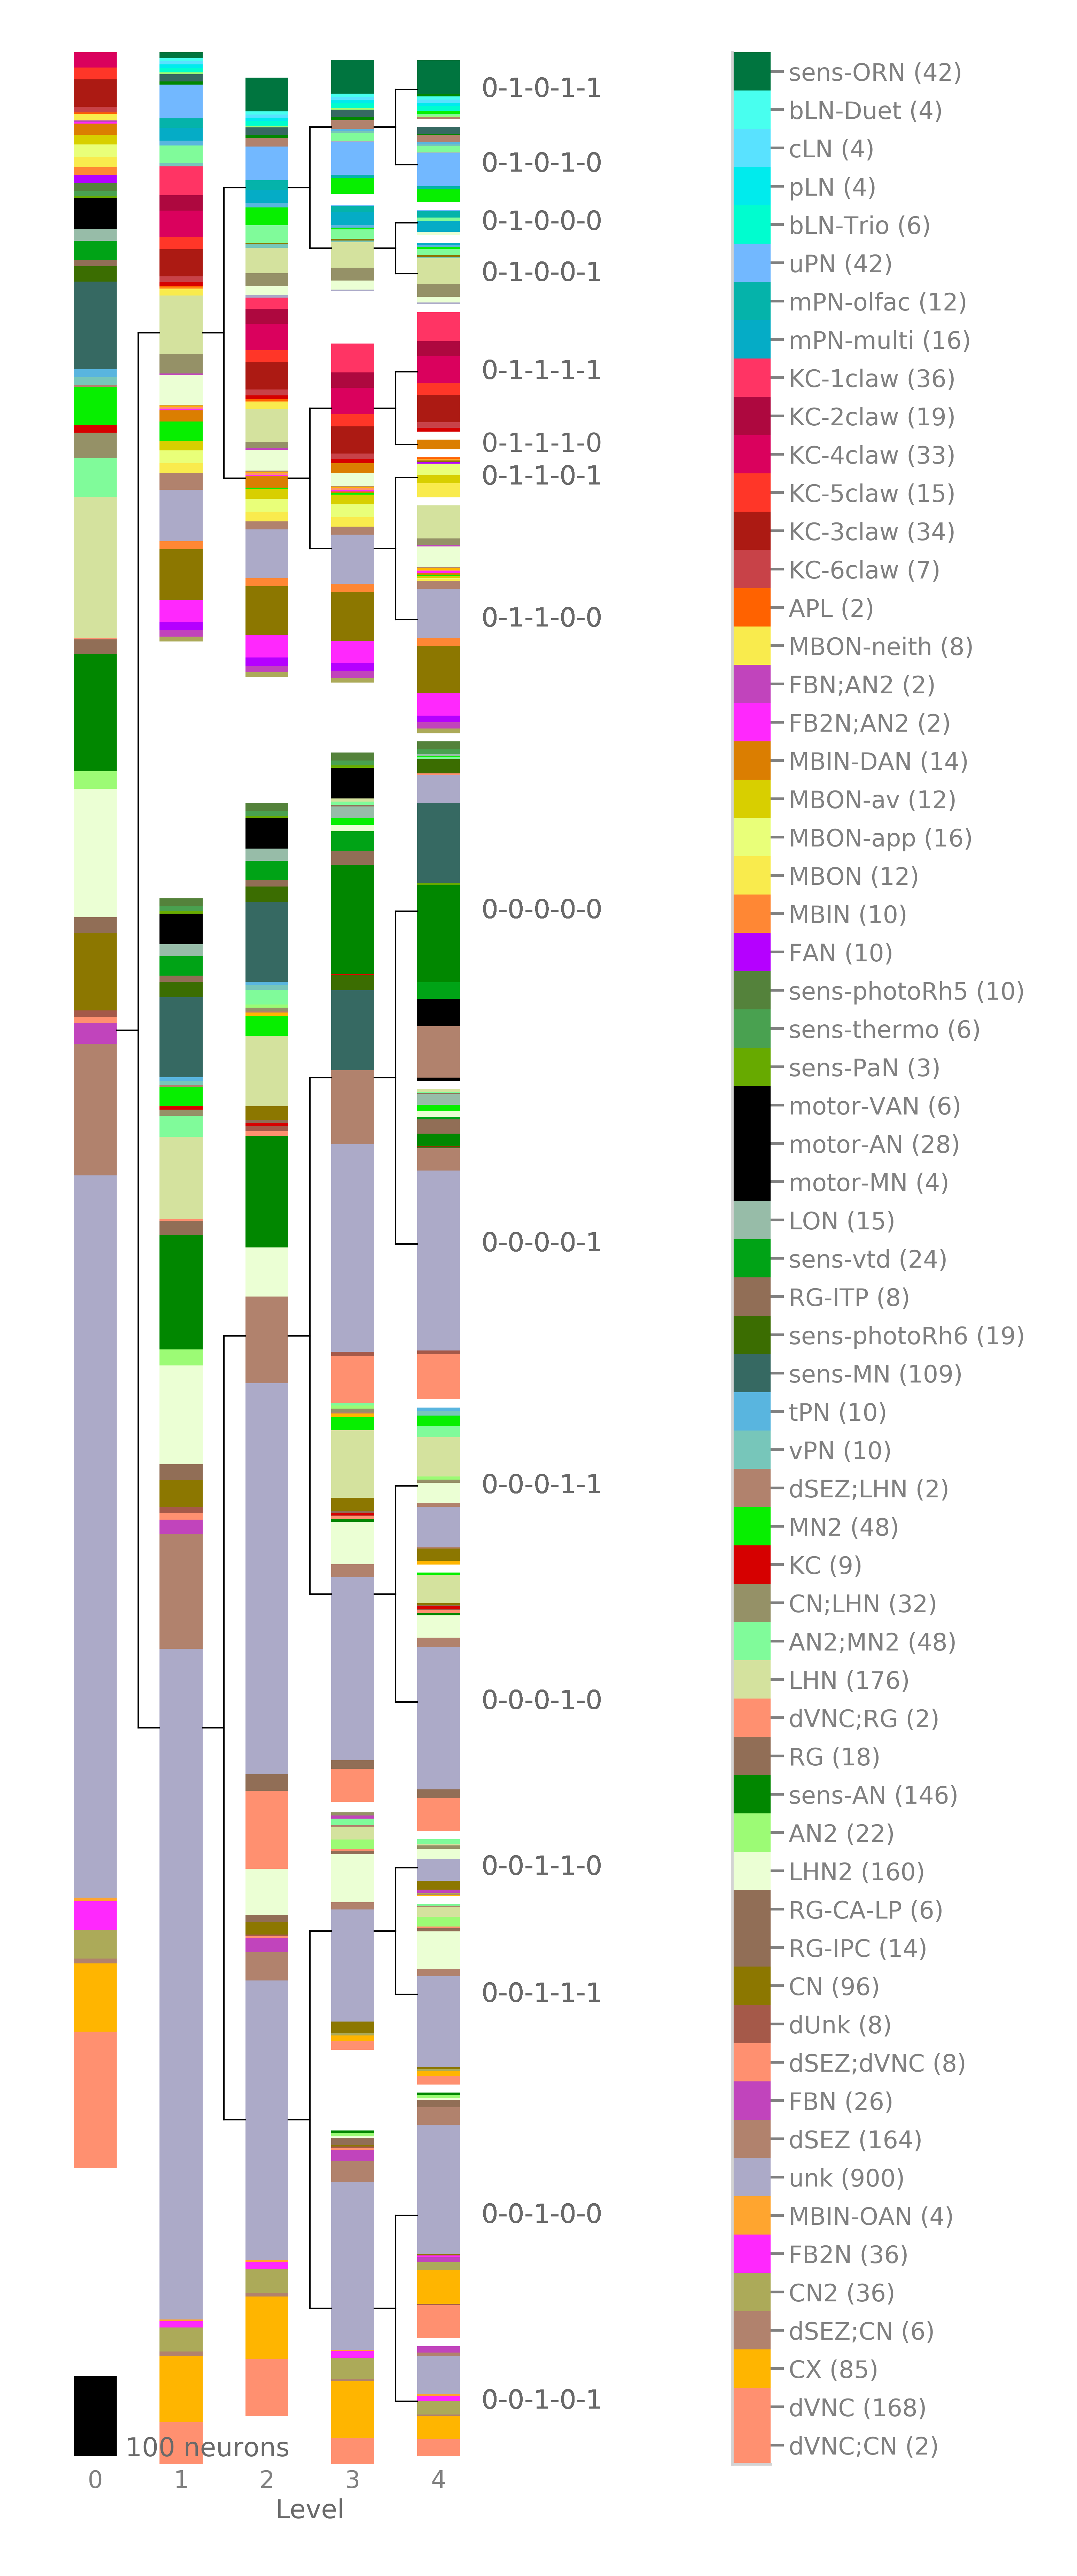 0-1-0-1-1
0-1-0-1-0
0-1-0-0-0
0-1-0-0-1
0-1-1-1-1
0-1-1-1-0
0-1-1-0-1
0-1-1-0-0
0-0-0-0-0
0-0-0-0-1
0-0-0-1-1
0-0-0-1-0
0-0-1-1-0
0-0-1-1-1
0-0-1-0-0
0-0-1-0-1
100 neurons
0 1 2 3 4
Level
sens-ORN (42)
bLN-Duet (4)
cLN (4)
pLN (4)
bLN-Trio (6)
uPN (42)
mPN-olfac (12)
mPN-multi (16)
KC-1claw (36)
KC-2claw (19)
KC-4claw (33)
KC-5claw (15)
KC-3claw (34)
KC-6claw (7)
APL (2)
MBON-neith (8)
FBN;AN2 (2)
FB2N;AN2 (2)
MBIN-DAN (14)
MBON-av (12)
MBON-app (16)
MBON (12)
MBIN (10)
FAN (10)
sens-photoRh5 (10)
sens-thermo (6)
sens-PaN (3)
motor-VAN (6)
motor-AN (28)
motor-MN (4)
LON (15)
sens-vtd (24)
RG-ITP (8)
sens-photoRh6 (19)
sens-MN (109)
tPN (10)
vPN (10)
dSEZ;LHN (2)
MN2 (48)
KC (9)
CN;LHN (32)
AN2;MN2 (48)
LHN (176)
dVNC;RG (2)
RG (18)
sens-AN (146)
AN2 (22)
LHN2 (160)
RG-CA-LP (6)
RG-IPC (14)
CN (96)
dUnk (8)
dSEZ;dVNC (8)
FBN (26)
dSEZ (164)
unk (900)
MBIN-OAN (4)
FB2N (36)
CN2 (36)
dSEZ;CN (6)
CX (85)
dVNC (168)
dVNC;CN (2)